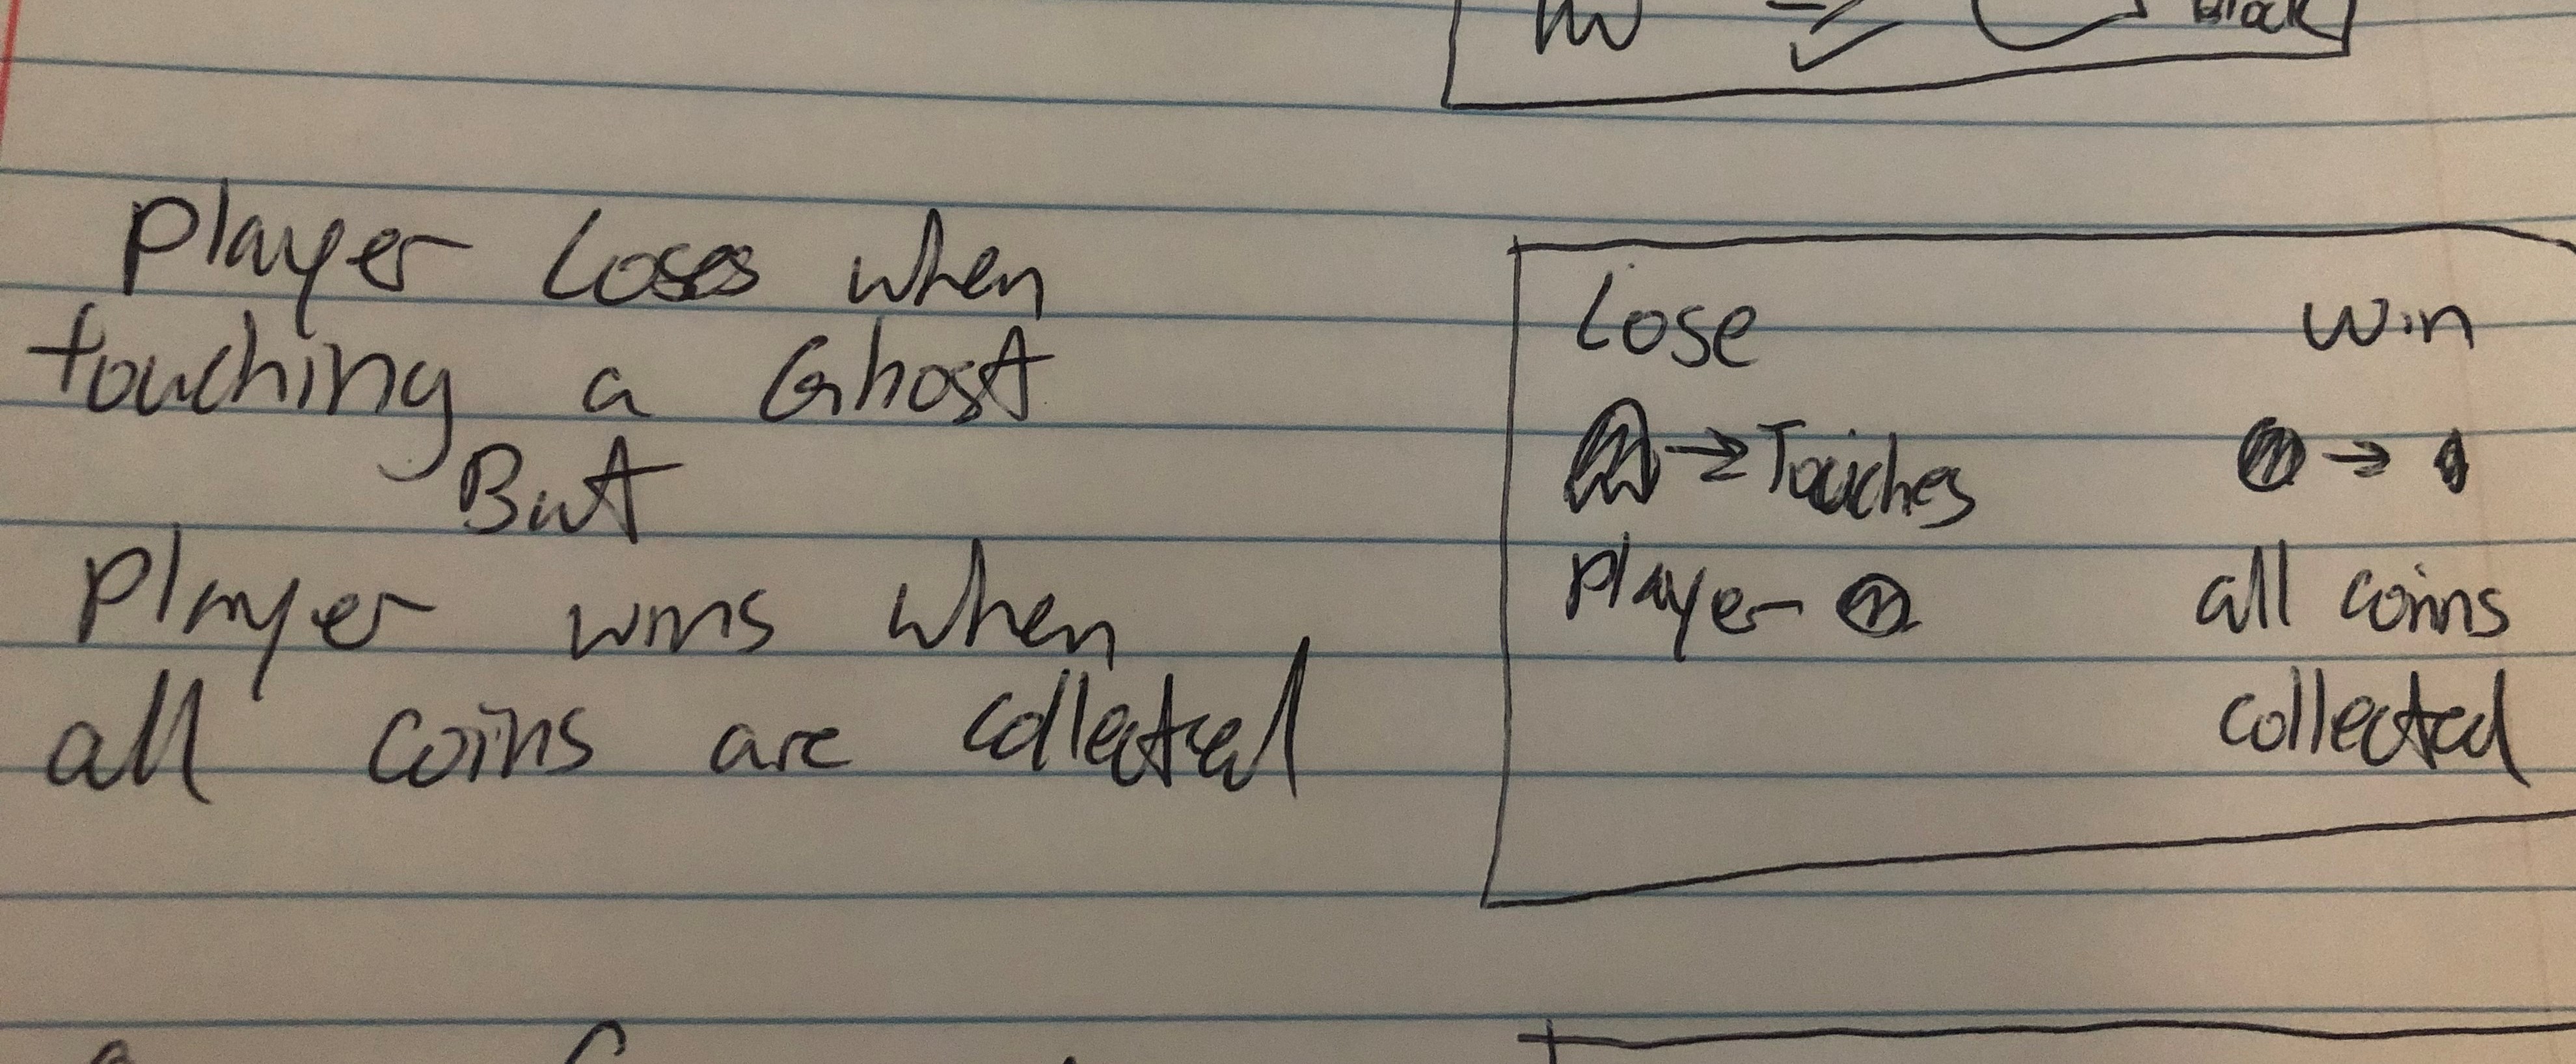 Black
Player Loses when
touching a Ghost
But
Player wins when
all coins are collected
Lose Win
→ Touches →
Player all coins
collected